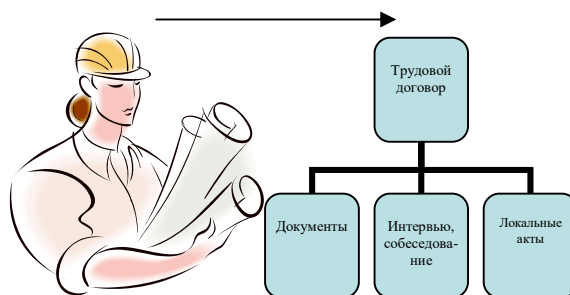 Трудовой
договор
Документы
Интервью,
собеседова-
ние
Локальные
акты